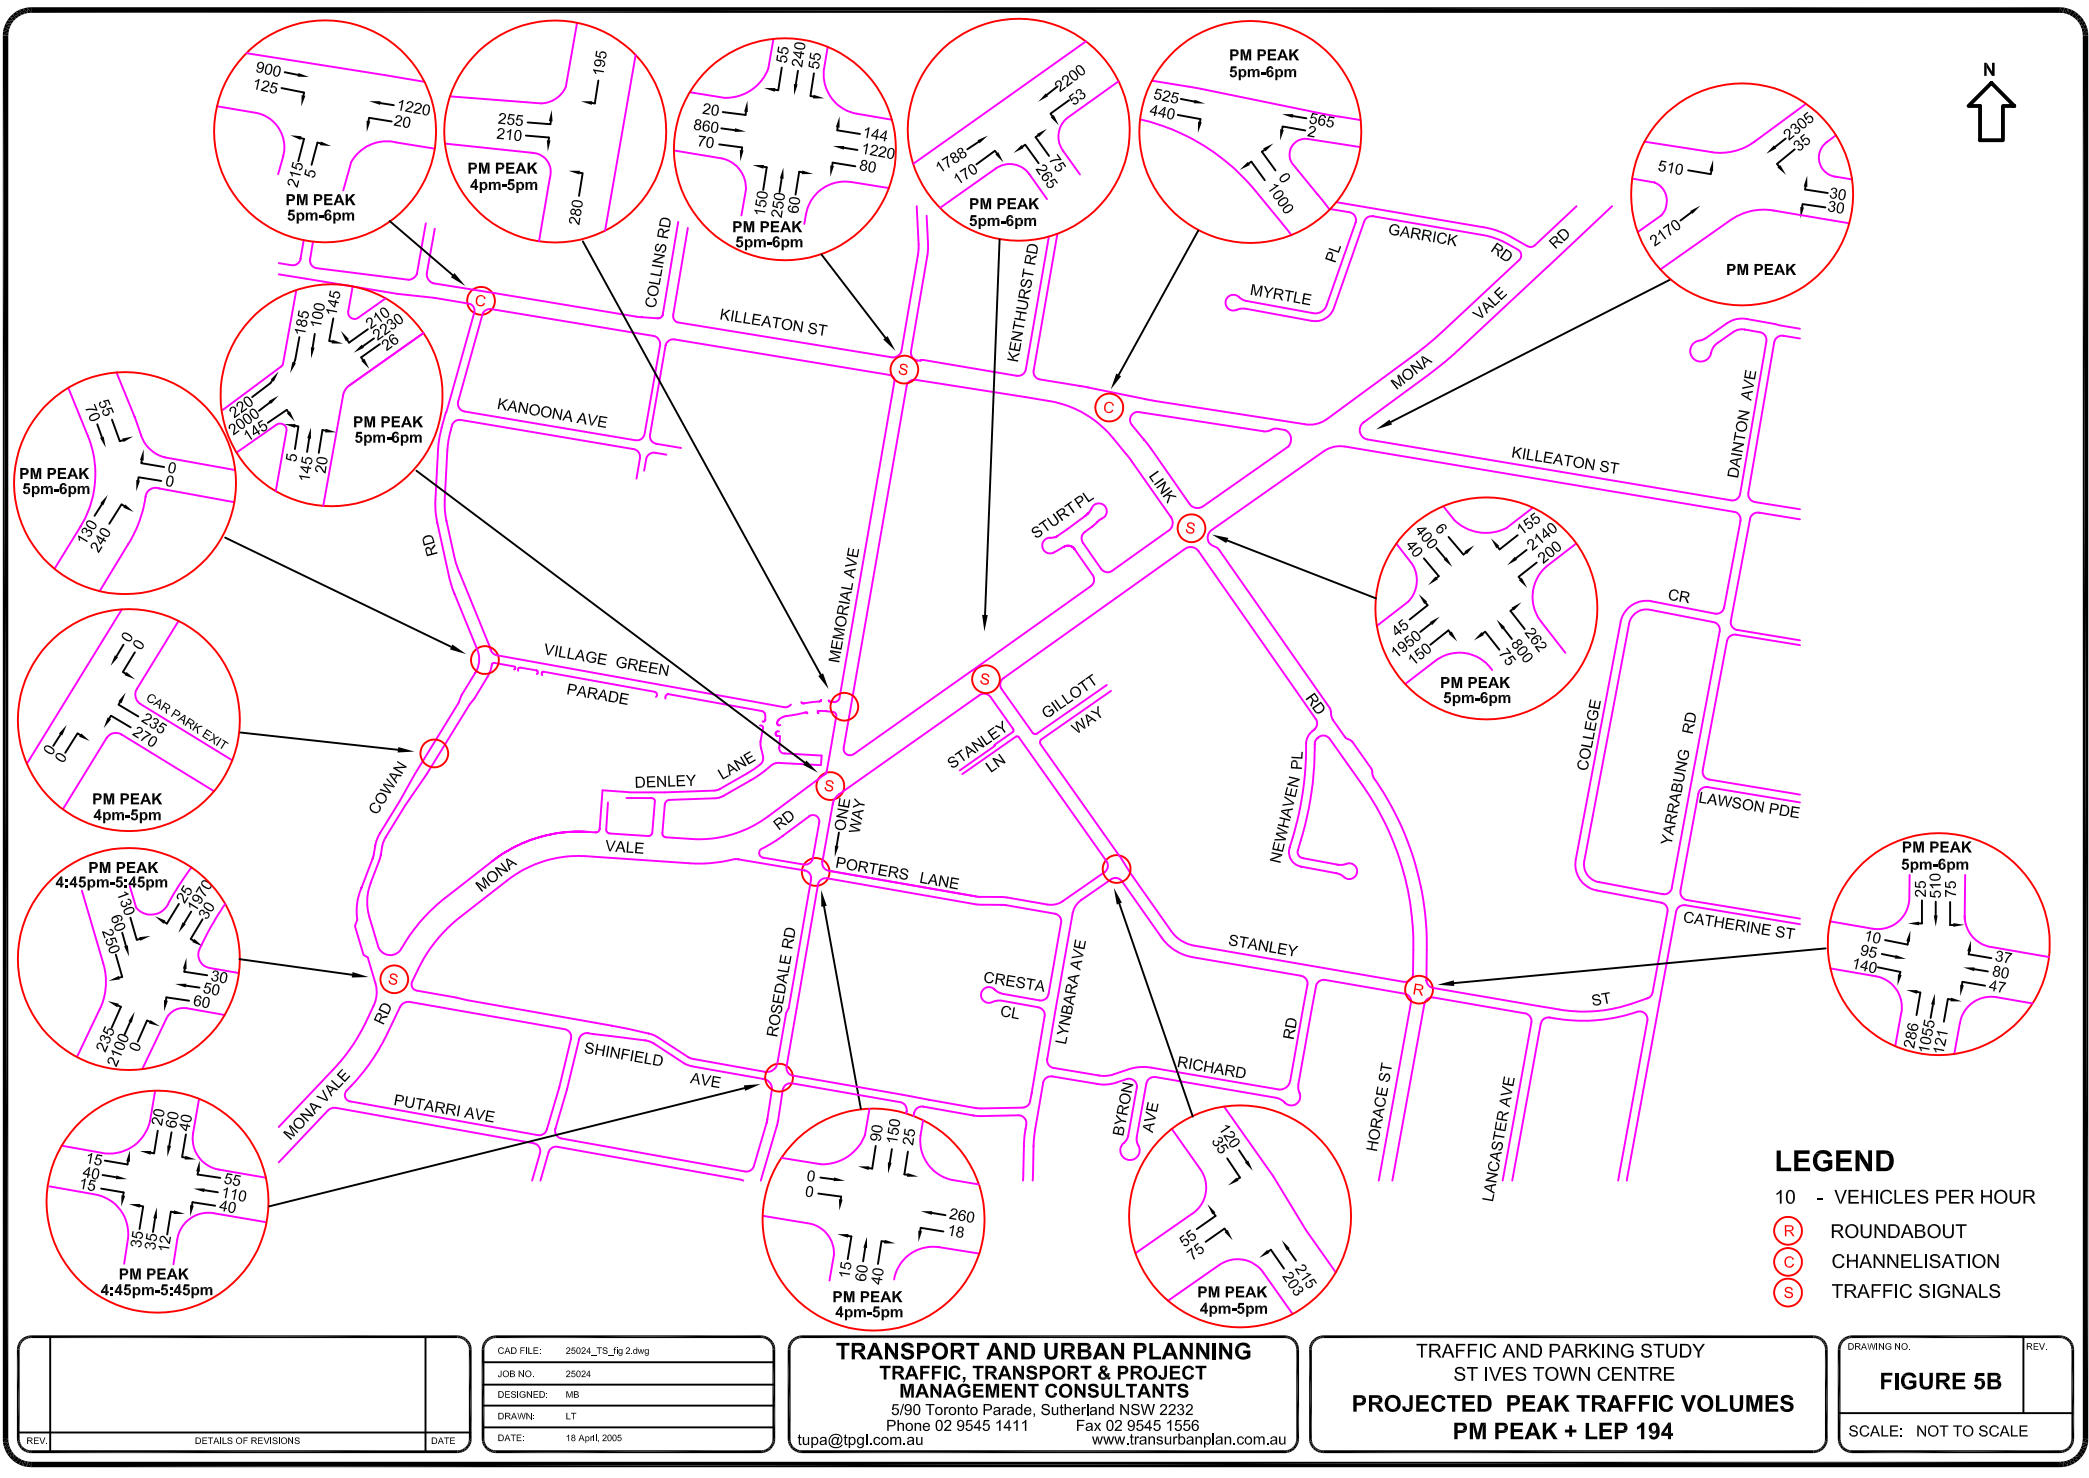 900
125
1220
20
215
5
PM PEAK
5pm-6pm
195
255
210
PM PEAK
4pm-5pm
280
55
240
55
20
860
70
144
1220
80
150
250
60
PM PEAK
5pm-6pm
2200
53
1788
170
75
265
PM PEAK
5pm-6pm
PM PEAK
5pm-6pm
525
440
565
2
0
1000
2305
35
510
30
30
2170
PM PEAK
N
185
100
145
210
2230
26
220
2000
145
PM PEAK
5pm-6pm
5
145
20
55
70
PM PEAK
5pm-6pm
0
0
130
240
0
0
CAR PARK EXIT
235
270
0
0
PM PEAK
4pm-5pm
PM PEAK
4:45pm-5:45pm
130
60
250
25
1970
30
30
50
60
235
2100
0
20
60
40
15
40
15
55
110
40
35
35
12
PM PEAK
4:45pm-5:45pm
90
150
25
0
0
260
18
15
60
40
PM PEAK
4pm-5pm
120
35
55
75
215
203
PM PEAK
4pm-5pm
6
400
40
155
2140
200
45
1950
150
262
800
75
PM PEAK
5pm-6pm
PM PEAK
5pm-6pm
25
510
75
10
95
140
37
80
47
286
1055
121
C
S
C
S
S
S
S
R
COLLINS RD
KILLEATON ST
KENTHURST RD
GARRICK RD
MYRTLE PL
MONA VALE RD
KANOONA AVE
KILLEATON ST
DAINTON AVE
LINK RD
STURT PL
COWAN RD
MEMORIAL AVE
VILLAGE GREEN
PARADE
CR
COLLEGE
YARRABUNG RD
LAWSON PDE
STANLEY
LN
GILLOTT
WAY
DENLEY LANE
ONE
WAY
MONA VALE RD
PORTERS LANE
NEWHAVEN PL
CATHERINE ST
ROSEDALE RD
CRESTA
CL
LYNBARA AVE
STANLEY ST
SHINFIELD AVE
PUTARRI AVE
MONA VALE RD
RICHARD RD
BYRON
AVE
HORACE ST
LANCASTER AVE
LEGEND
10 - VEHICLES PER HOUR
R ROUNDABOUT
C CHANNELISATION
S TRAFFIC SIGNALS
REV. DETAILS OF REVISIONS DATE
CAD FILE: 25024_TS_fig 2.dwg
JOB NO. 25024
DESIGNED: MB
DRAWN: LT
DATE: 18 April, 2005
TRANSPORT AND URBAN PLANNING
TRAFFIC, TRANSPORT & PROJECT
MANAGEMENT CONSULTANTS
5/90 Toronto Parade, Sutherland NSW 2232
Phone 02 9545 1411 Fax 02 9545 1556
tupa@tpgl.com.au www.transurbanplan.com.au
TRAFFIC AND PARKING STUDY
ST IVES TOWN CENTRE
PROJECTED PEAK TRAFFIC VOLUMES
PM PEAK + LEP 194
DRAWING NO. REV.
FIGURE 5B
SCALE: NOT TO SCALE